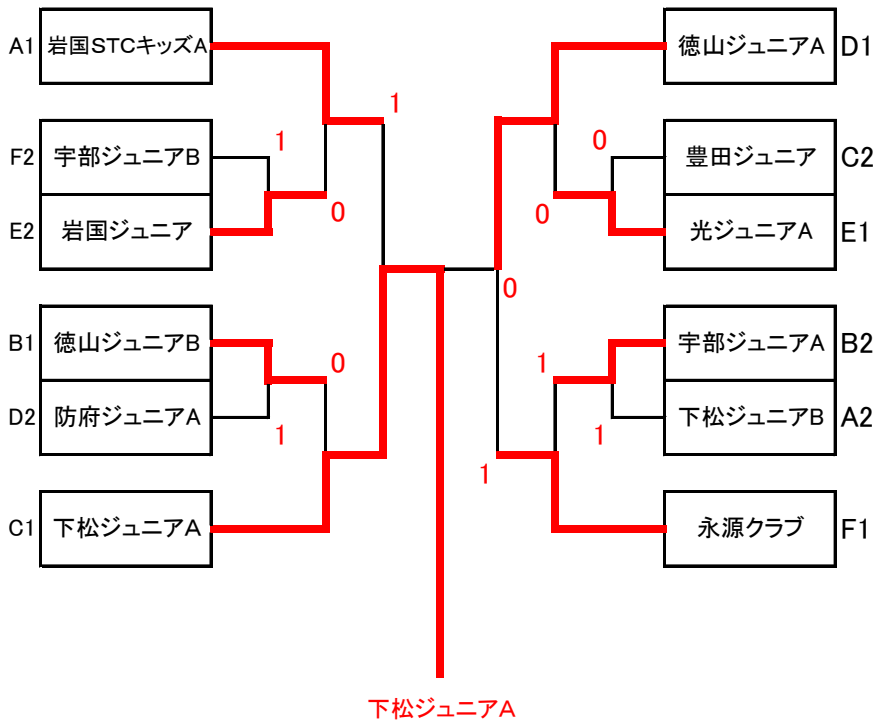 A1 岩国STCキッズA
1
F2 宇部ジュニアB
1
E2 岩国ジュニア
0
B1 徳山ジュニアB
0
D2 防府ジュニアA
1
C1 下松ジュニアA
徳山ジュニアA D1
0
豊田ジュニア C2
0
光ジュニアA E1
0
宇部ジュニアA B2
1
下松ジュニアB A2
1
1
永源クラブ F1
下松ジュニアA